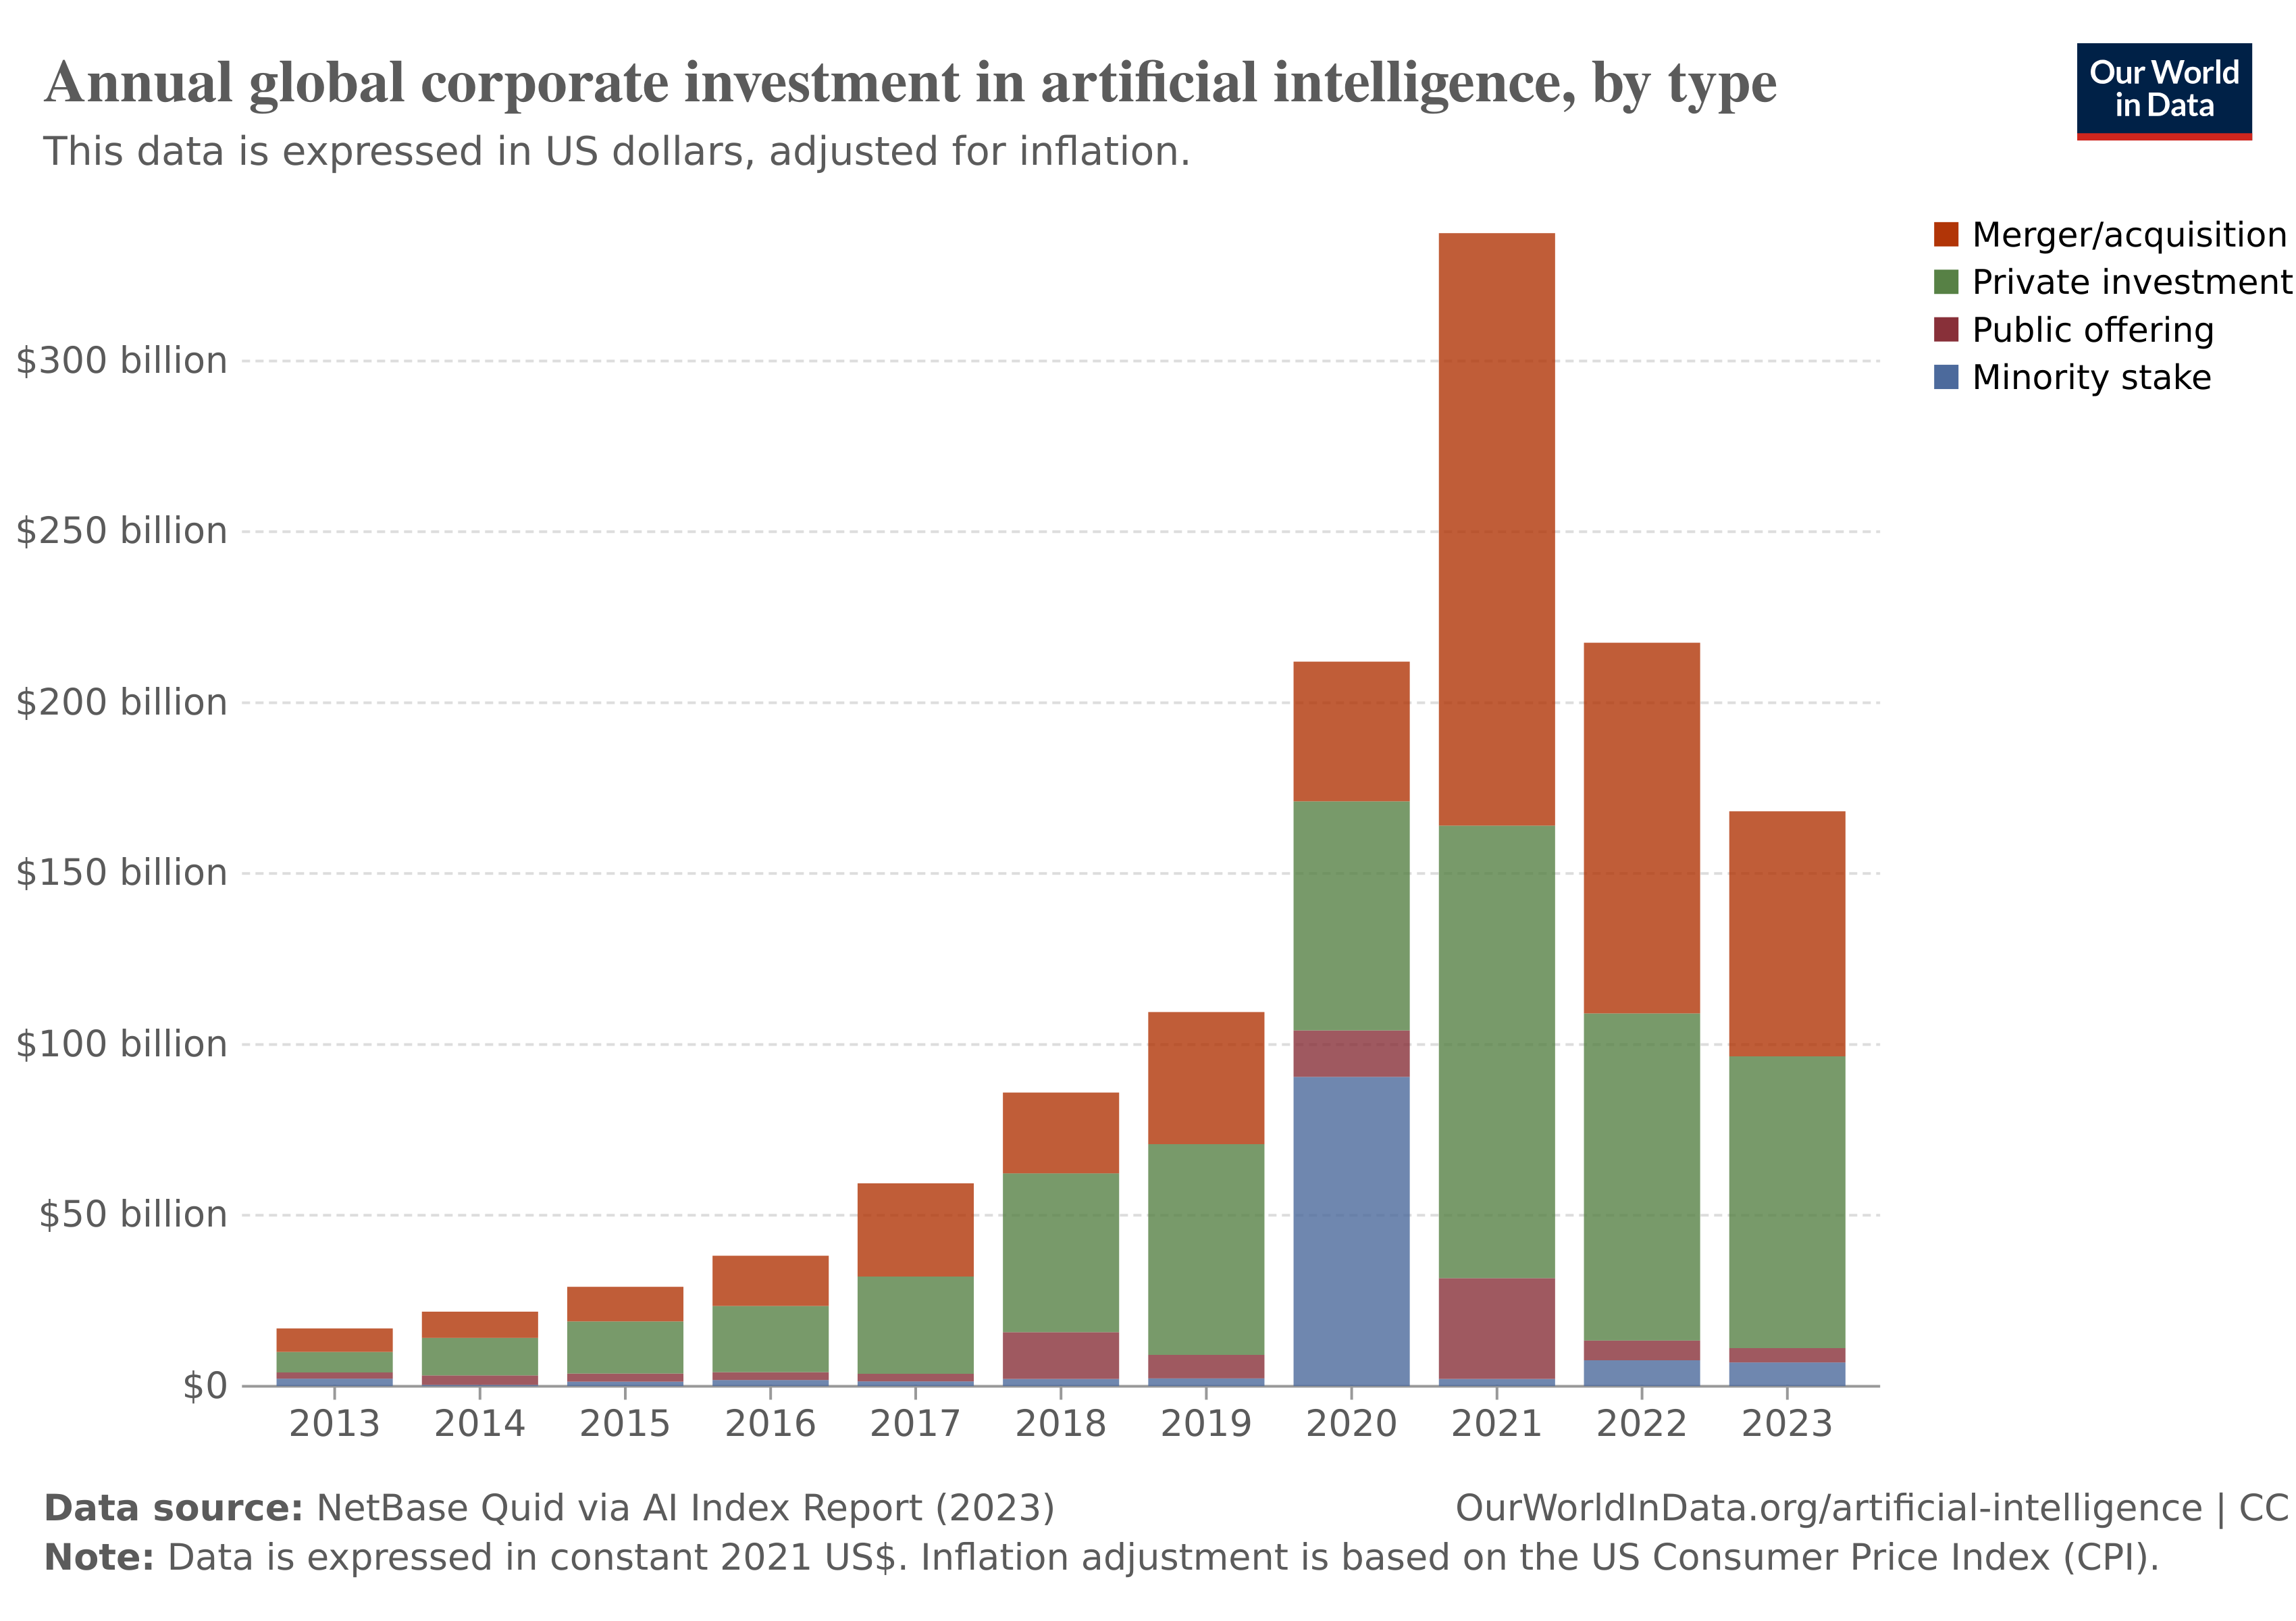 Annual global corporate investment in artificial intelligence, by type
This data is expressed in US dollars, adjusted for inflation.
Our World
in Data
Merger/acquisition
Private investment
Public offering
Minority stake
$300 billion
$250 billion
$200 billion
$150 billion
$100 billion
$50 billion
$0
2013 2014 2015 2016 2017 2018 2019 2020 2021 2022 2023
Data source: NetBase Quid via AI Index Report (2023)
OurWorldInData.org/artificial-intelligence | CC
Note: Data is expressed in constant 2021 US$. Inflation adjustment is based on the US Consumer Price Index (CPI).